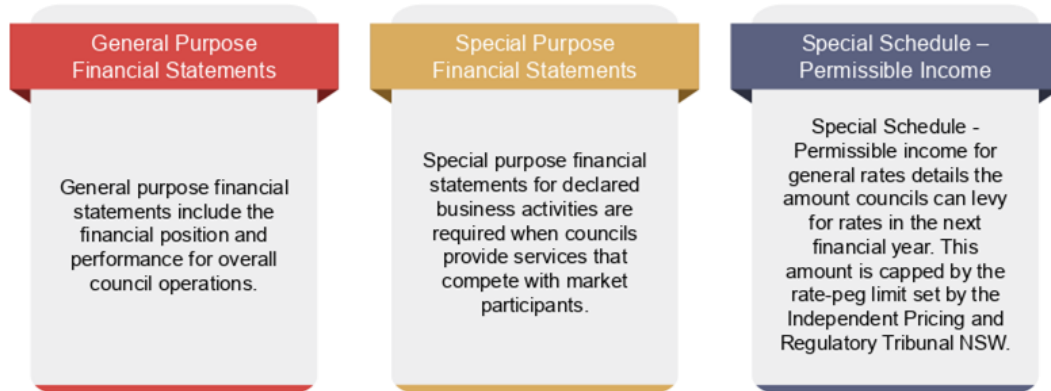 General Purpose
Financial Statements
General purpose financial
statements include the
financial position and
performance for overall
council operations.
Special Purpose
Financial Statements
Special purpose financial
statements for declared
business activities are
required when councils
provide services that
compete with market
participants.
Special Schedule –
Permissible Income
Special Schedule -
Permissible income for
general rates details the
amount councils can levy
for rates in the next
financial year. This
amount is capped by the
rate-peg limit set by the
Independent Pricing and
Regulatory Tribunal NSW.